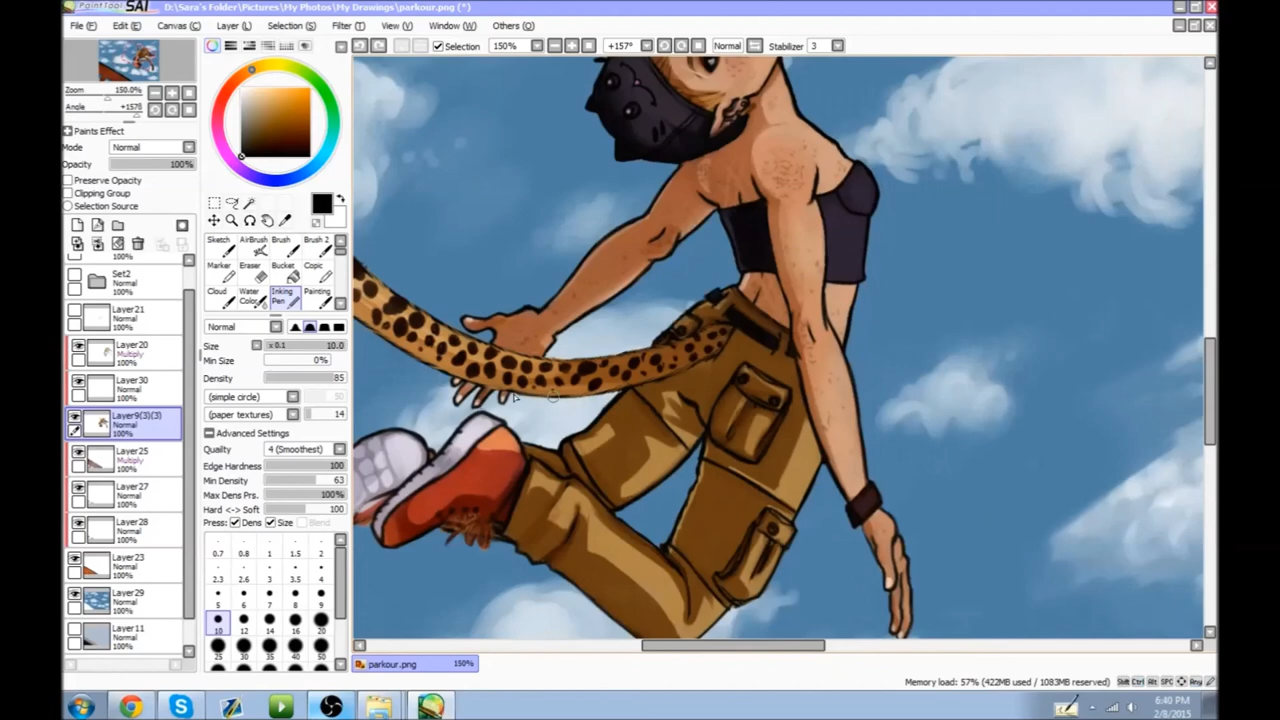 PaintTool SAI D:\Sara's Folder\Pictures\My Photos\My Drawings\parkour.png (*)
File (F) Edit (E) Canvas (C) Layer (L) Selection (S) Filter (T) View (V) Window (W) Others (O)
Selection 150% +157° Normal Stabilizer 3
Zoom 150.0%
Angle +157°
Paints Effect
Mode Normal
Opacity 100%
Preserve Opacity
Clipping Group
Selection Source
100%
Set2
Normal
100%
Layer21
Normal
100%
Layer20
Multiply
100%
Layer30
Normal
100%
Layer9(3)(3)
Normal
100%
Layer25
Multiply
100%
Layer27
Normal
100%
Layer28
Normal
100%
Layer23
Normal
100%
Layer29
Normal
100%
Layer11
Normal
100%
Sketch AirBrush Brush Brush 2
Marker Eraser Bucket Copic
Cloud Water Color Inking Pen Painting
Normal
Size x 0.1 10.0
Min Size 0%
Density 85
(simple circle) 50
(paper textures) 14
Advanced Settings
Quality 4 (Smoothest)
Edge Hardness 100
Min Density 63
Max Dens Prs. 100%
Hard <-> Soft 100
Press: Dens Size Blend
0.7 0.8 1 1.5 2
2.3 2.6 3 3.5 4
5 6 7 8 9
10 12 14 16 20
25 30 35 40 50
parkour.png 150%
Memory load: 57% (422MB used / 1083MB reserved) Shft Ctrl Alt SPC Any
6:40 PM
2/8/2015